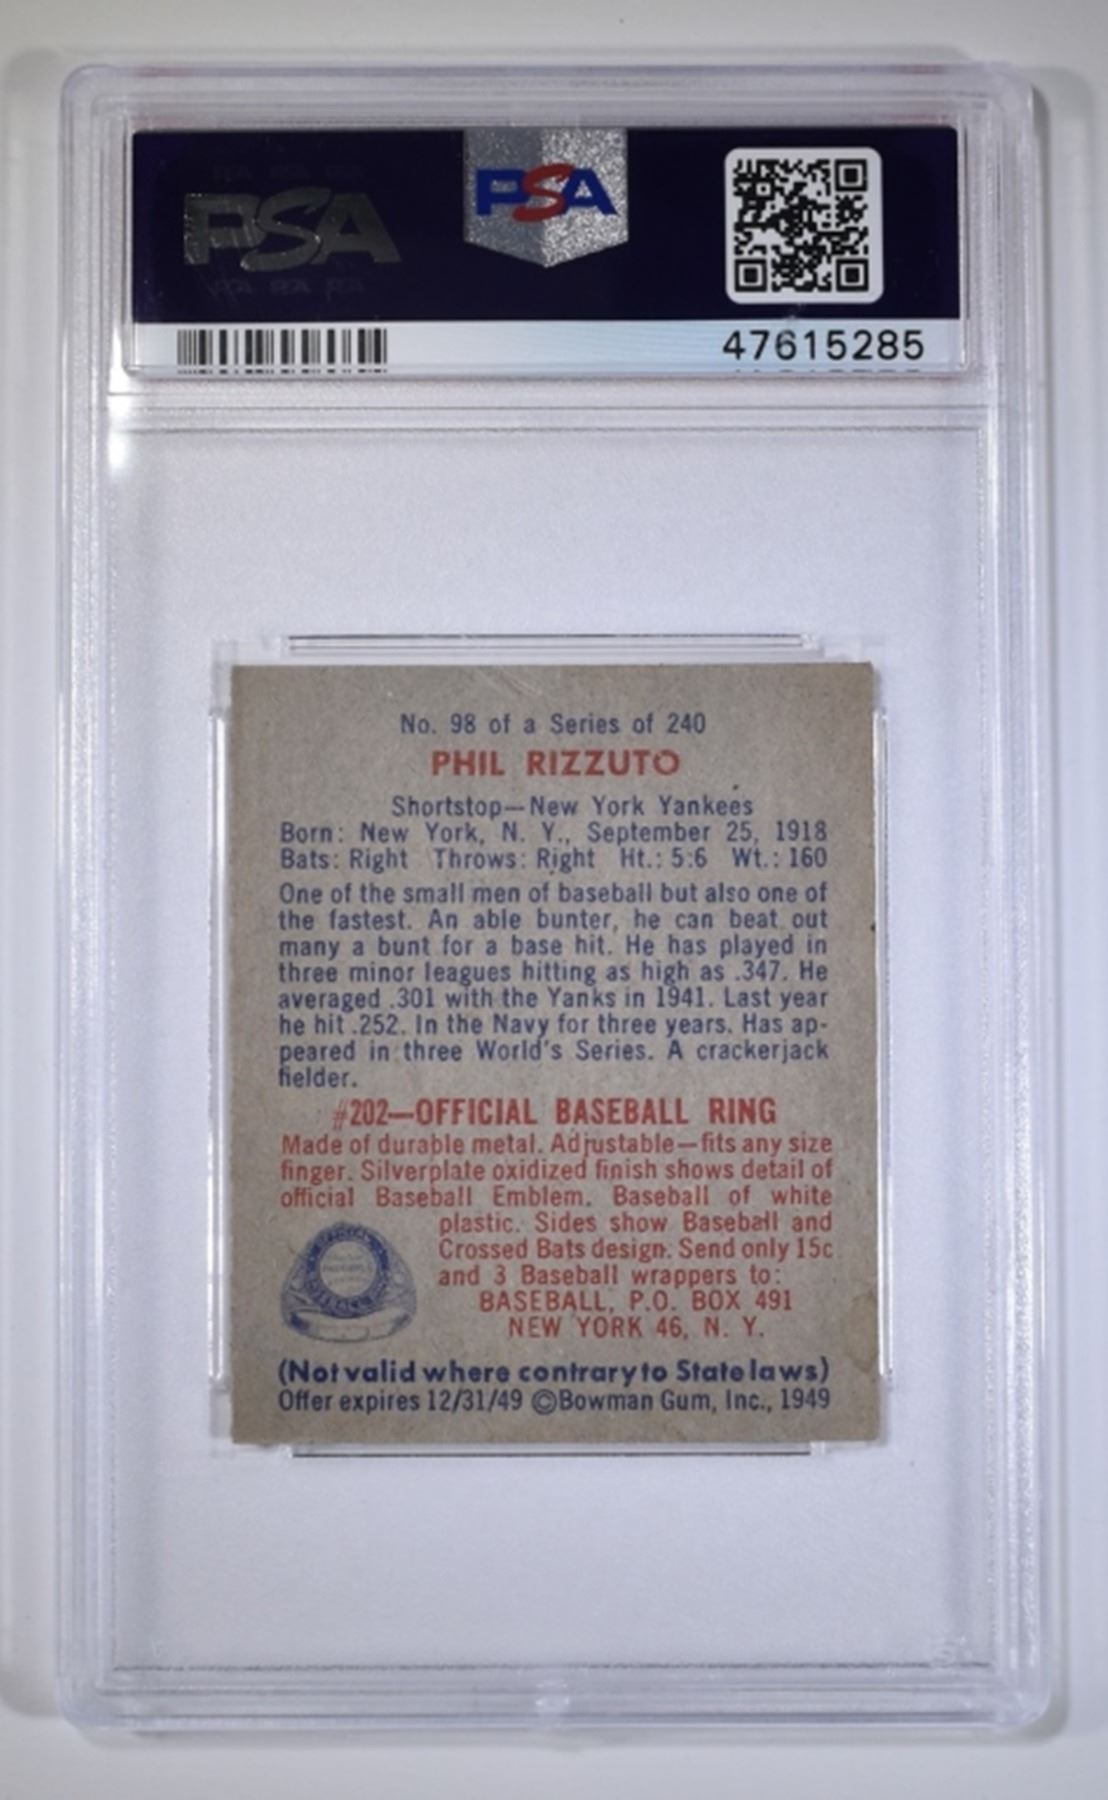 PSA
PSA
47615285
No. 98 of a Series of 240
PHIL RIZZUTO
Shortstop—New York Yankees
Born: New York, N. Y., September 25, 1918
Bats: Right Throws: Right Ht.: 5:6 Wt.: 160
One of the small men of baseball but also one of
the fastest. An able bunter, he can beat out
many a bunt for a base hit. He has played in
three minor leagues hitting as high as .347. He
averaged .301 with the Yanks in 1941. Last year
he hit .252. In the Navy for three years. Has ap-
peared in three World's Series. A crackerjack
fielder.
#202—OFFICIAL BASEBALL RING
Made of durable metal. Adjustable—fits any size
finger. Silverplate oxidized finish shows detail of
official Baseball Emblem. Baseball of white
plastic. Sides show Baseball and
Crossed Bats design. Send only 15c
and 3 Baseball wrappers to:
BASEBALL, P.O. BOX 491
NEW YORK 46, N. Y.
(Not valid where contrary to State laws)
Offer expires 12/31/49 ©Bowman Gum, Inc., 1949